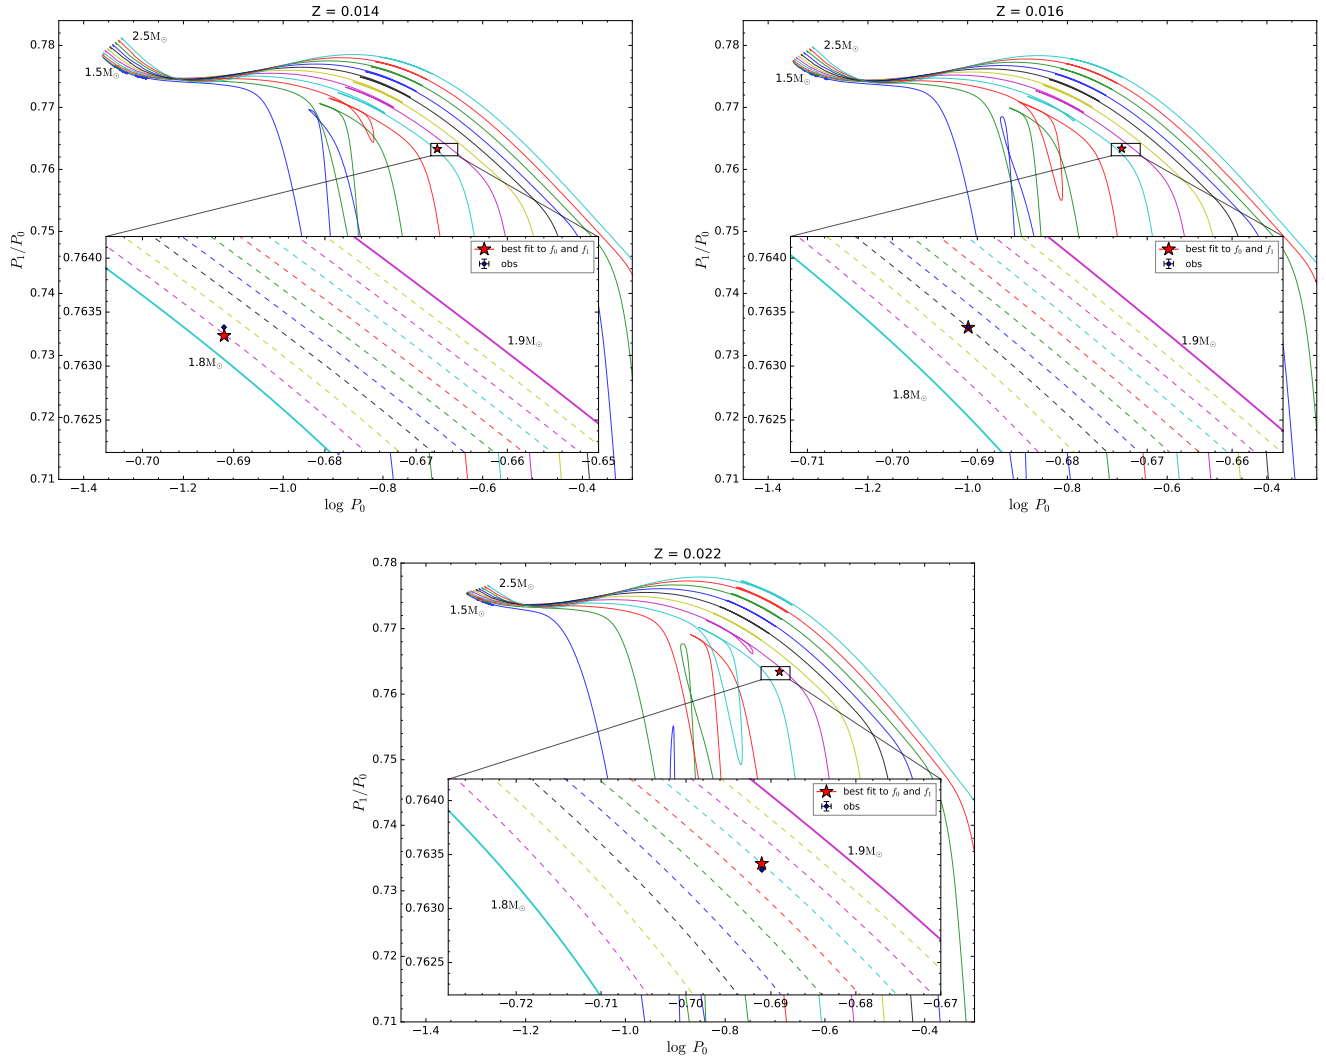 Z = 0.014
0.78
0.77
0.76
0.75
0.74
0.73
0.72
0.71
P₁/P₀
2.5M☉
1.5M☉
best fit to f₀ and f₁
obs
0.7640
0.7635
0.7630
0.7625
1.9M☉
1.8M☉
−0.70 −0.69 −0.68 −0.67 −0.66 −0.65
−1.4 −1.2 −1.0 −0.8 −0.6 −0.4
log P₀
Z = 0.016
0.78
0.77
0.76
0.75
0.74
0.73
0.72
0.71
P₁/P₀
2.5M☉
1.5M☉
best fit to f₀ and f₁
obs
0.7640
0.7635
0.7630
0.7625
1.9M☉
1.8M☉
−0.71 −0.70 −0.69 −0.68 −0.67 −0.66
−1.4 −1.2 −1.0 −0.8 −0.6 −0.4
log P₀
Z = 0.022
0.78
0.77
0.76
0.75
0.74
0.73
0.72
0.71
P₁/P₀
2.5M☉
1.5M☉
best fit to f₀ and f₁
obs
0.7640
0.7635
0.7630
0.7625
1.9M☉
1.8M☉
−0.72 −0.71 −0.70 −0.69 −0.68 −0.67
−1.4 −1.2 −1.0 −0.8 −0.6 −0.4
log P₀